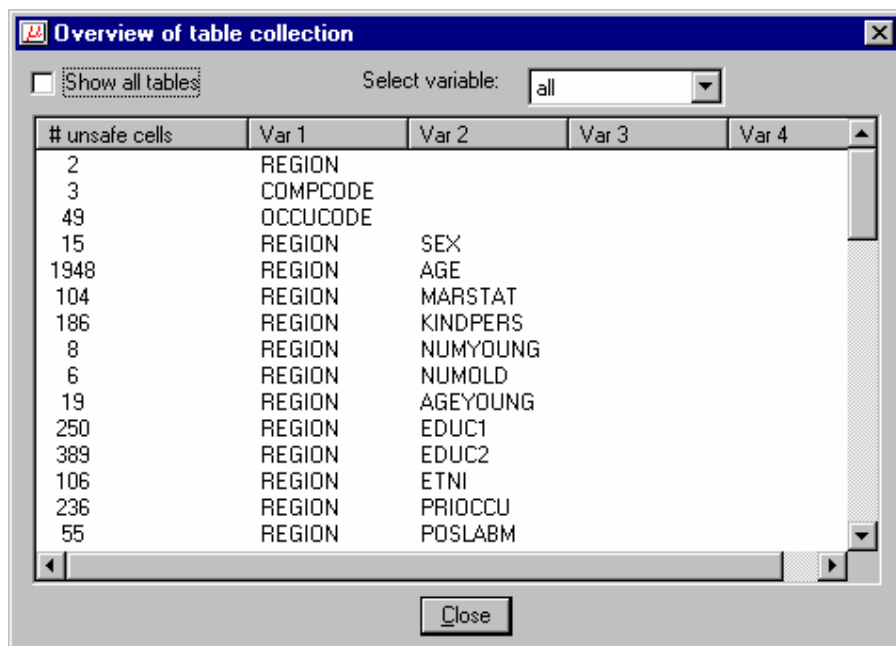 μ Overview of table collection
Show all tables Select variable: all
# unsafe cells Var 1 Var 2 Var 3 Var 4
2 REGION
3 COMPCODE
49 OCCUCODE
15 REGION SEX
1948 REGION AGE
104 REGION MARSTAT
186 REGION KINDPERS
8 REGION NUMYOUNG
6 REGION NUMOLD
19 REGION AGEYOUNG
250 REGION EDUC1
389 REGION EDUC2
106 REGION ETNI
236 REGION PRIOCCU
55 REGION POSLABM
Close